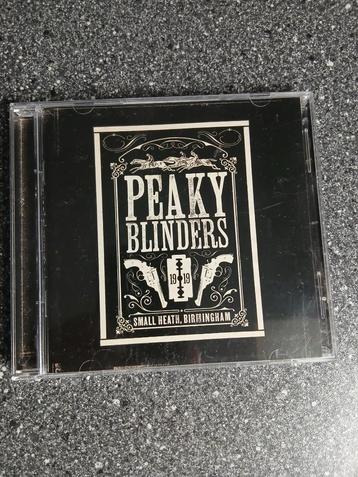 PEAKY
BLINDERS
19 19
SMALL HEATH, BIRMINGHAM